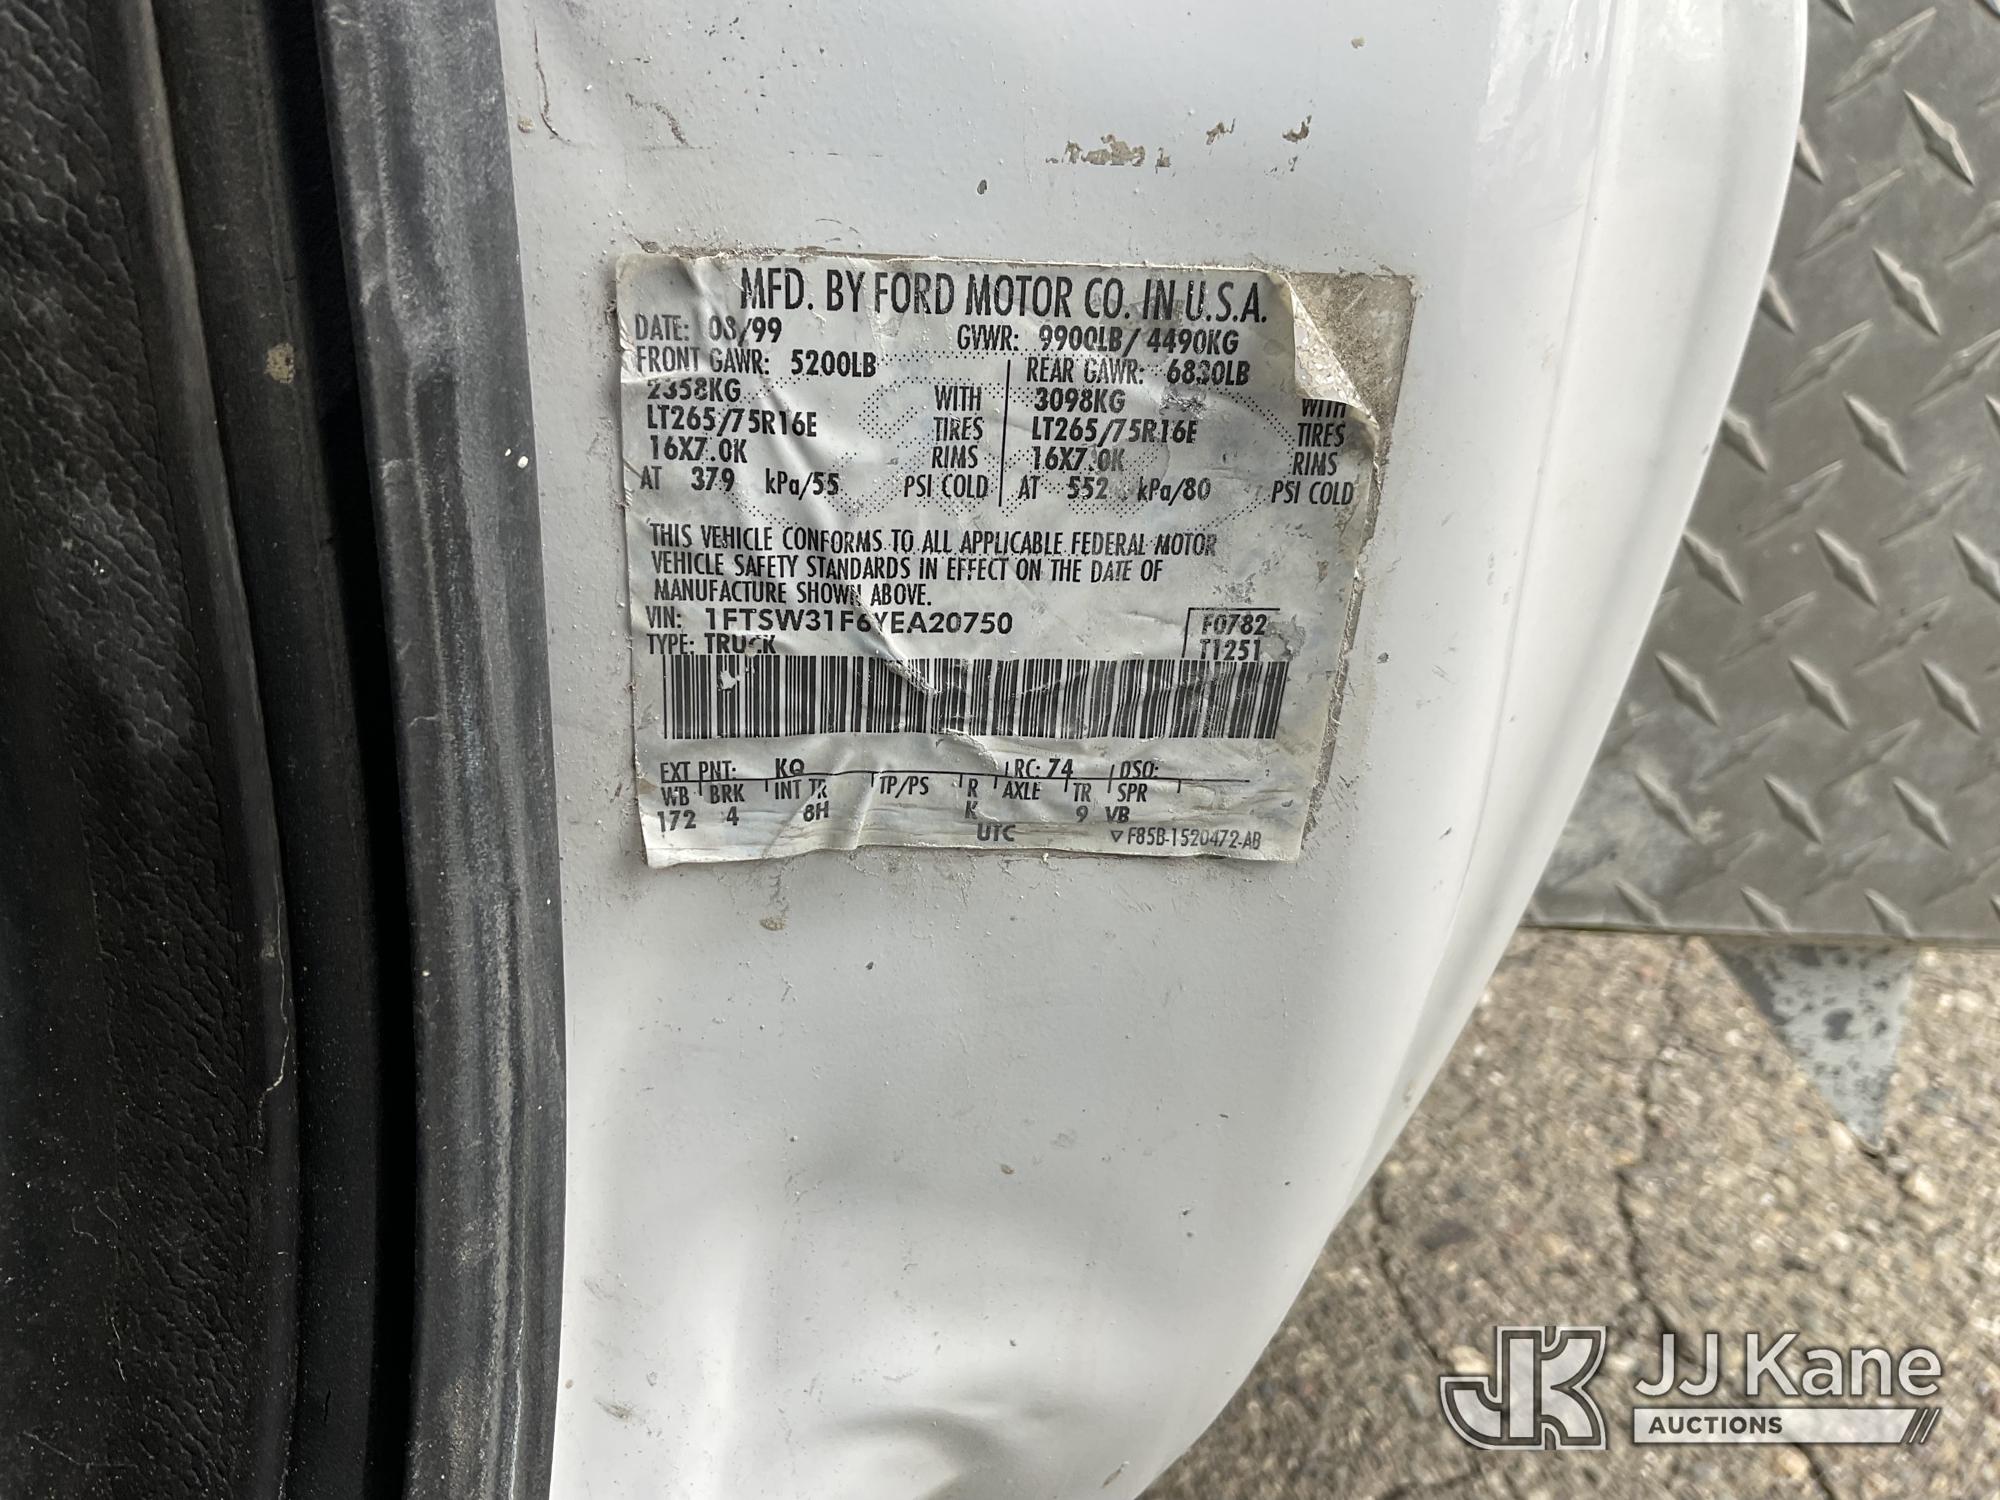 MFD. BY FORD MOTOR CO. IN U.S.A.
DATE: 08/99 GVWR: 9900LB/ 4490KG
FRONT GAWR: 5200LB REAR GAWR: 6830LB
2358KG WITH 3098KG WITH
LT265/75R16E TIRES LT265/75R16E TIRES
16X7.0K RIMS 16X7.0K RIMS
AT 379 kPa/55 PSI COLD AT 552 kPa/80 PSI COLD
THIS VEHICLE CONFORMS TO ALL APPLICABLE FEDERAL MOTOR
VEHICLE SAFETY STANDARDS IN EFFECT ON THE DATE OF
MANUFACTURE SHOWN ABOVE.
VIN: 1FTSW31F6YEA20750 F0782
TYPE: TRUCK T1251
EXT PNT: KQ RC: 74 DSO:
WB BRK INT TR TP/PS R AXLE TR SPR
172 4 8H K 9 VB
UTC ▽ F85B-1520472-AB
JK JJ Kane
AUCTIONS